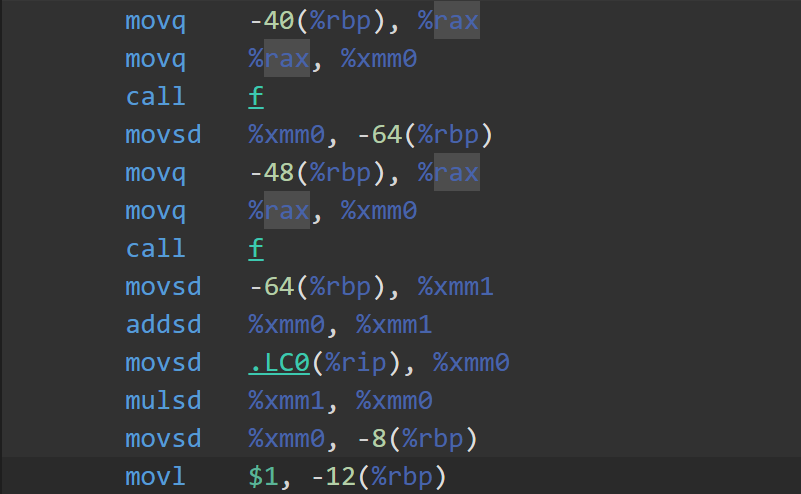 movq -40(%rbp), %rax
movq %rax, %xmm0
call f
movsd %xmm0, -64(%rbp)
movq -48(%rbp), %rax
movq %rax, %xmm0
call f
movsd -64(%rbp), %xmm1
addsd %xmm0, %xmm1
movsd .LC0(%rip), %xmm0
mulsd %xmm1, %xmm0
movsd %xmm0, -8(%rbp)
movl $1, -12(%rbp)